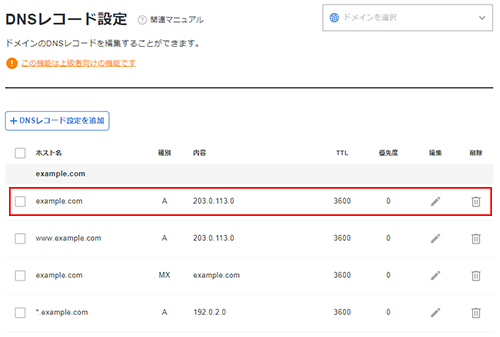 DNSレコード設定 ? 関連マニュアル
ドメインを選択
ドメインのDNSレコードを編集することができます。
! この機能は上級者向けの機能です
+ DNSレコード設定を追加
ホスト名 種別 内容 TTL 優先度 編集 削除
example.com
example.com A 203.0.113.0 3600 0
www.example.com A 203.0.113.0 3600 0
example.com MX example.com 3600 0
*.example.com A 192.0.2.0 3600 0